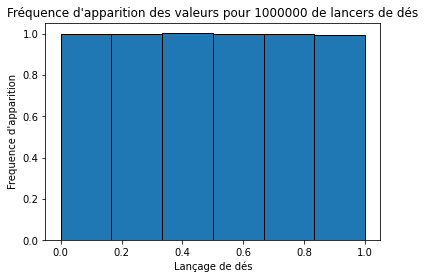 Fréquence d'apparition des valeurs pour 1000000 de lancers de dés
Frequence d'apparition
1.0
0.8
0.6
0.4
0.2
0.0
0.0 0.2 0.4 0.6 0.8 1.0
Lançage de dés